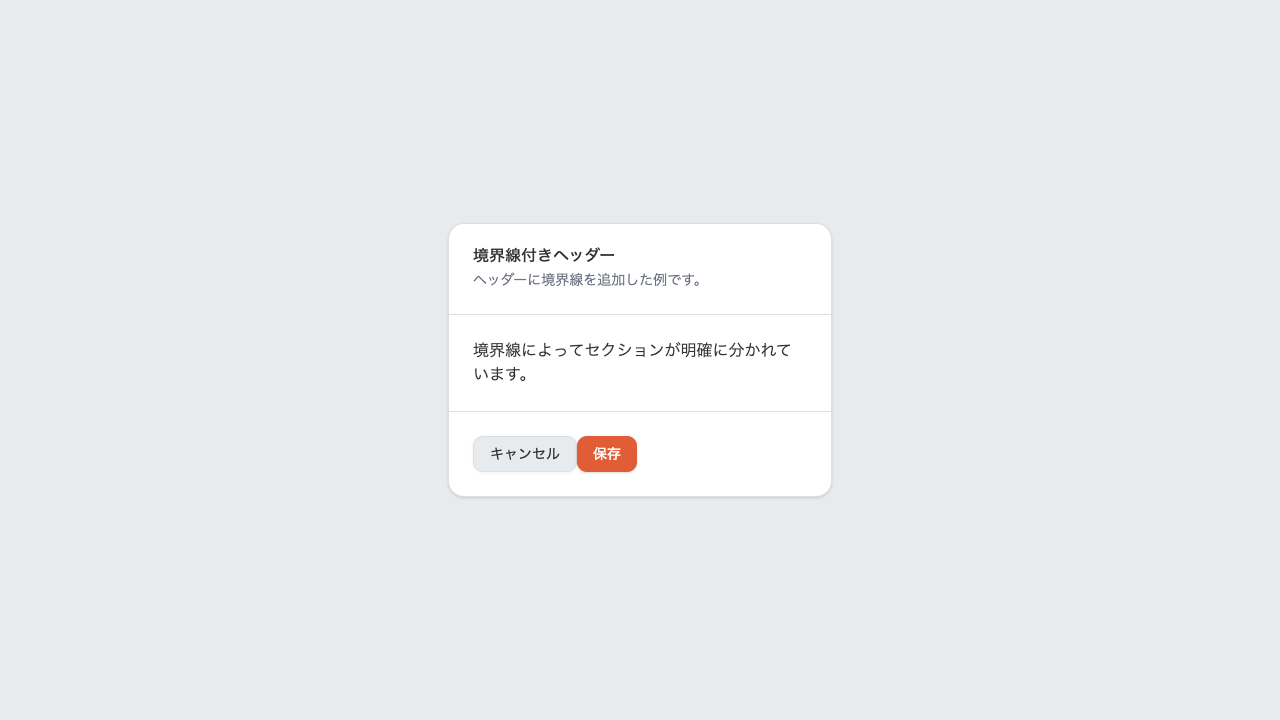 境界線付きヘッダー
ヘッダーに境界線を追加した例です。
境界線によってセクションが明確に分かれて
います。
キャンセル
保存